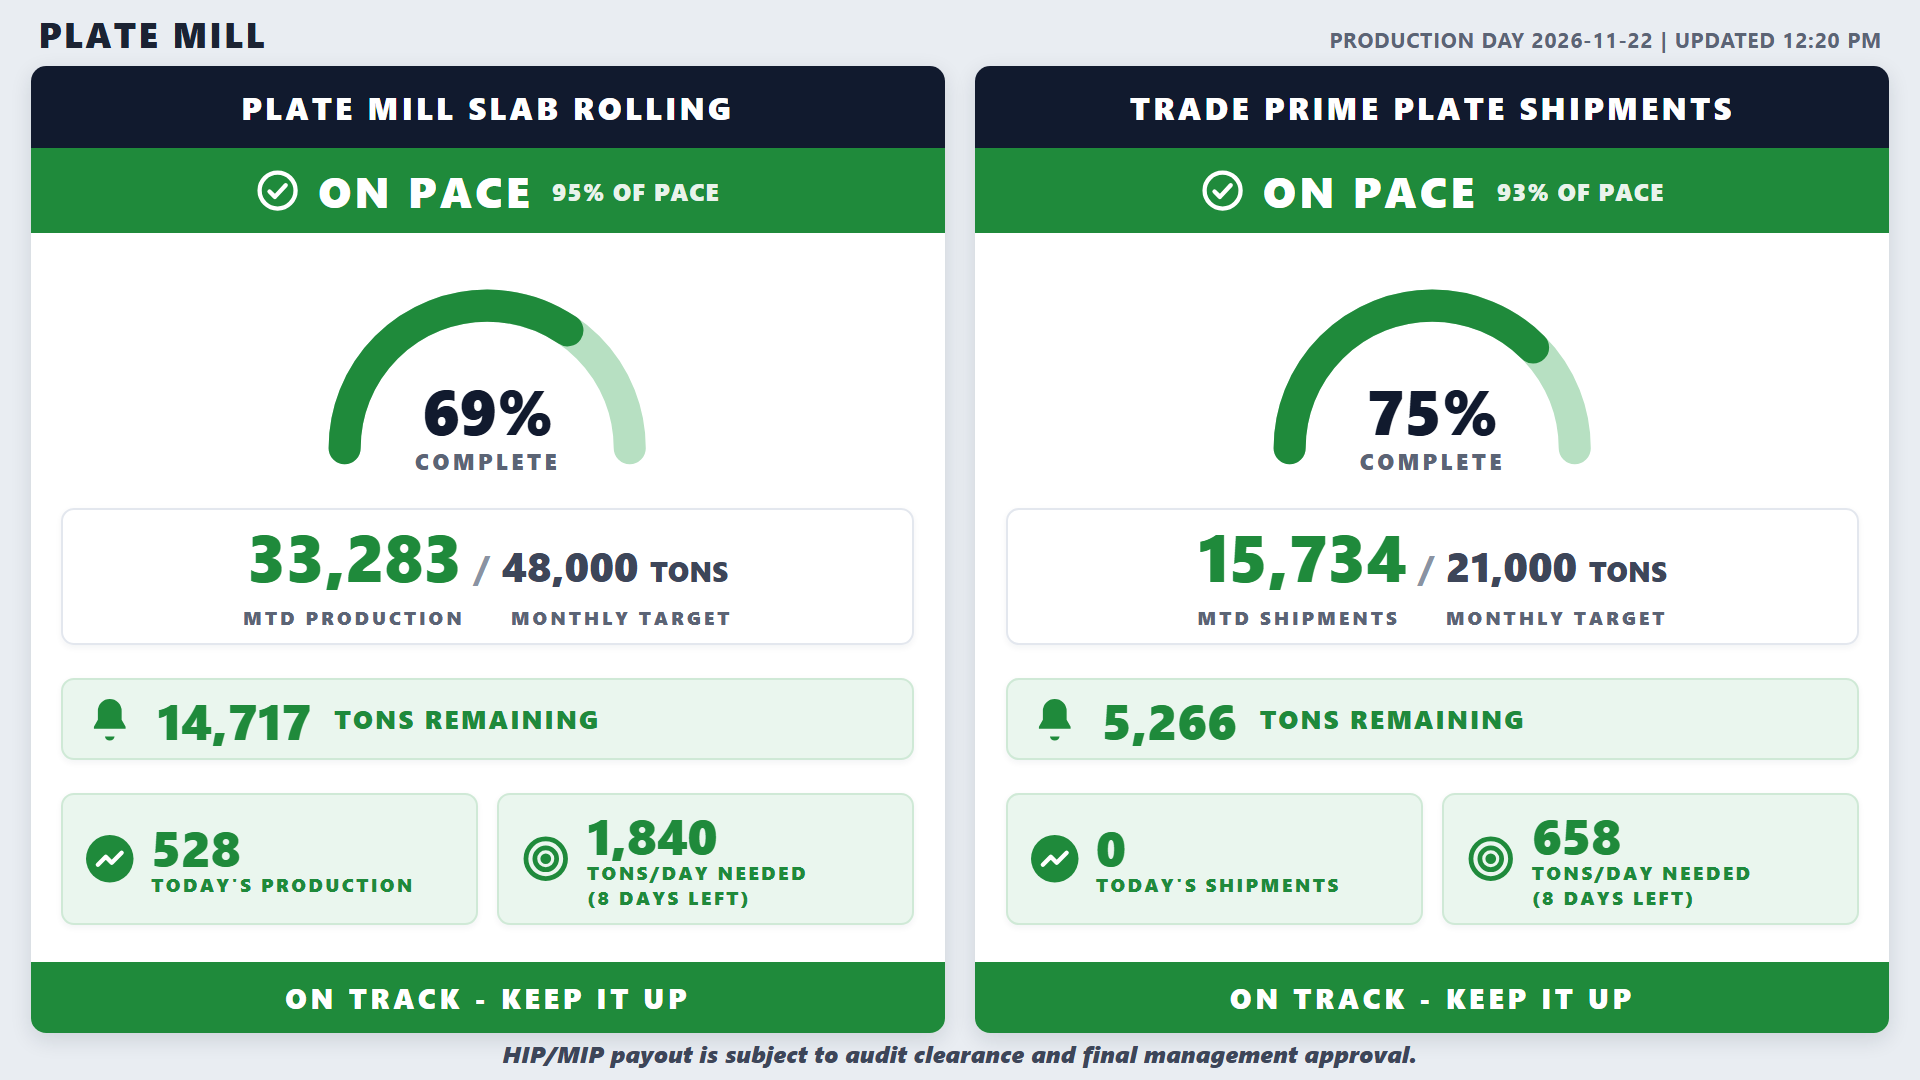 PLATE MILL
PRODUCTION DAY 2026-11-22 | UPDATED 12:20 PM
PLATE MILL SLAB ROLLING
ON PACE 95% OF PACE
69%
COMPLETE
33,283 / 48,000 TONS
MTD PRODUCTION MONTHLY TARGET
14,717 TONS REMAINING
528
TODAY'S PRODUCTION
1,840
TONS/DAY NEEDED
(8 DAYS LEFT)
ON TRACK - KEEP IT UP
TRADE PRIME PLATE SHIPMENTS
ON PACE 93% OF PACE
75%
COMPLETE
15,734 / 21,000 TONS
MTD SHIPMENTS MONTHLY TARGET
5,266 TONS REMAINING
0
TODAY'S SHIPMENTS
658
TONS/DAY NEEDED
(8 DAYS LEFT)
ON TRACK - KEEP IT UP
HIP/MIP payout is subject to audit clearance and final management approval.